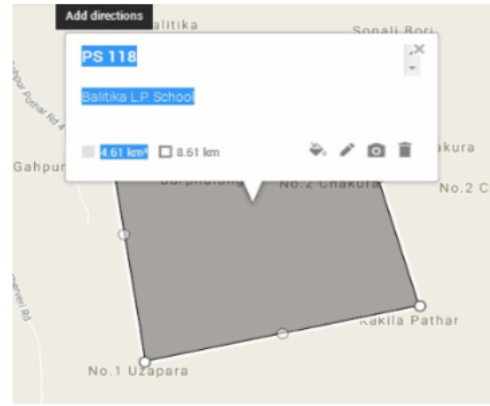 Add directions
alitika
Sonali Bori
PS 118
Balitika L.P. School
4.61 km² 8.61 km
akura
Gahpur
No.2 Chakura
No.2 C
Kakila Pathar
No.1 Uzapara